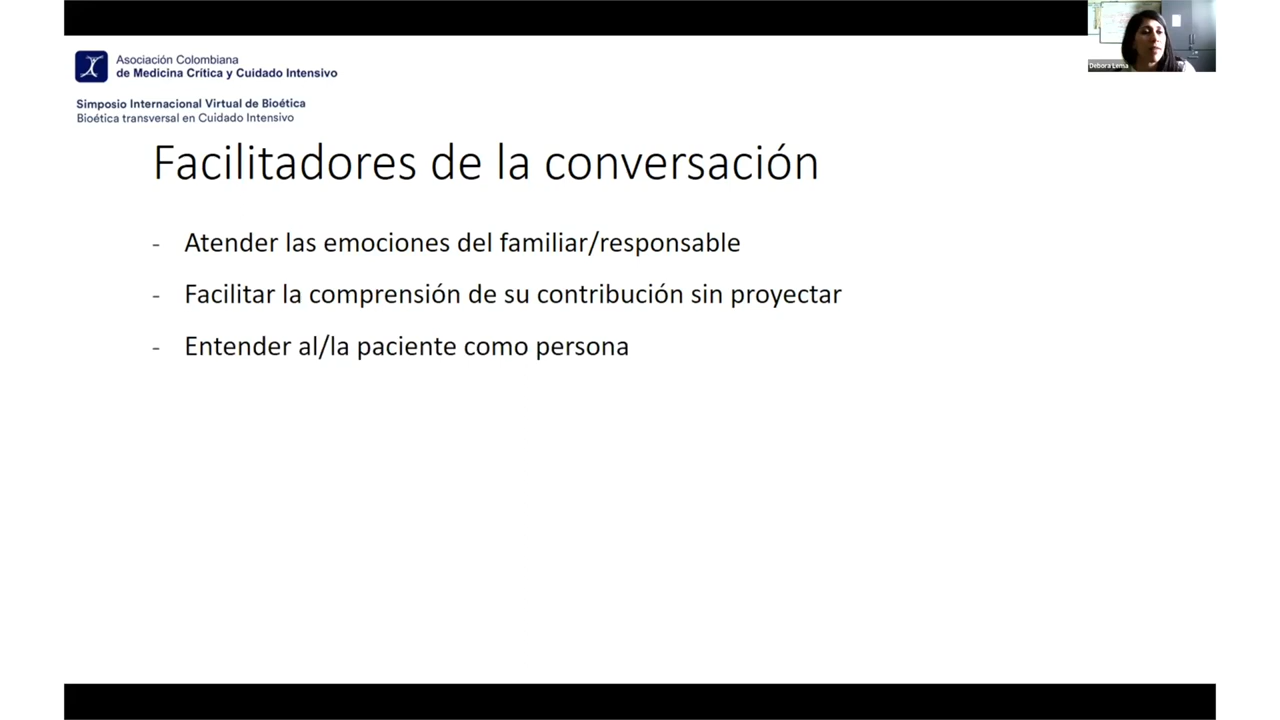 Asociación Colombiana
de Medicina Crítica y Cuidado Intensivo
Simposio Internacional Virtual de Bioética
Bioética transversal en Cuidado Intensivo
Debora Lema
Facilitadores de la conversación
- Atender las emociones del familiar/responsable
- Facilitar la comprensión de su contribución sin proyectar
- Entender al/la paciente como persona